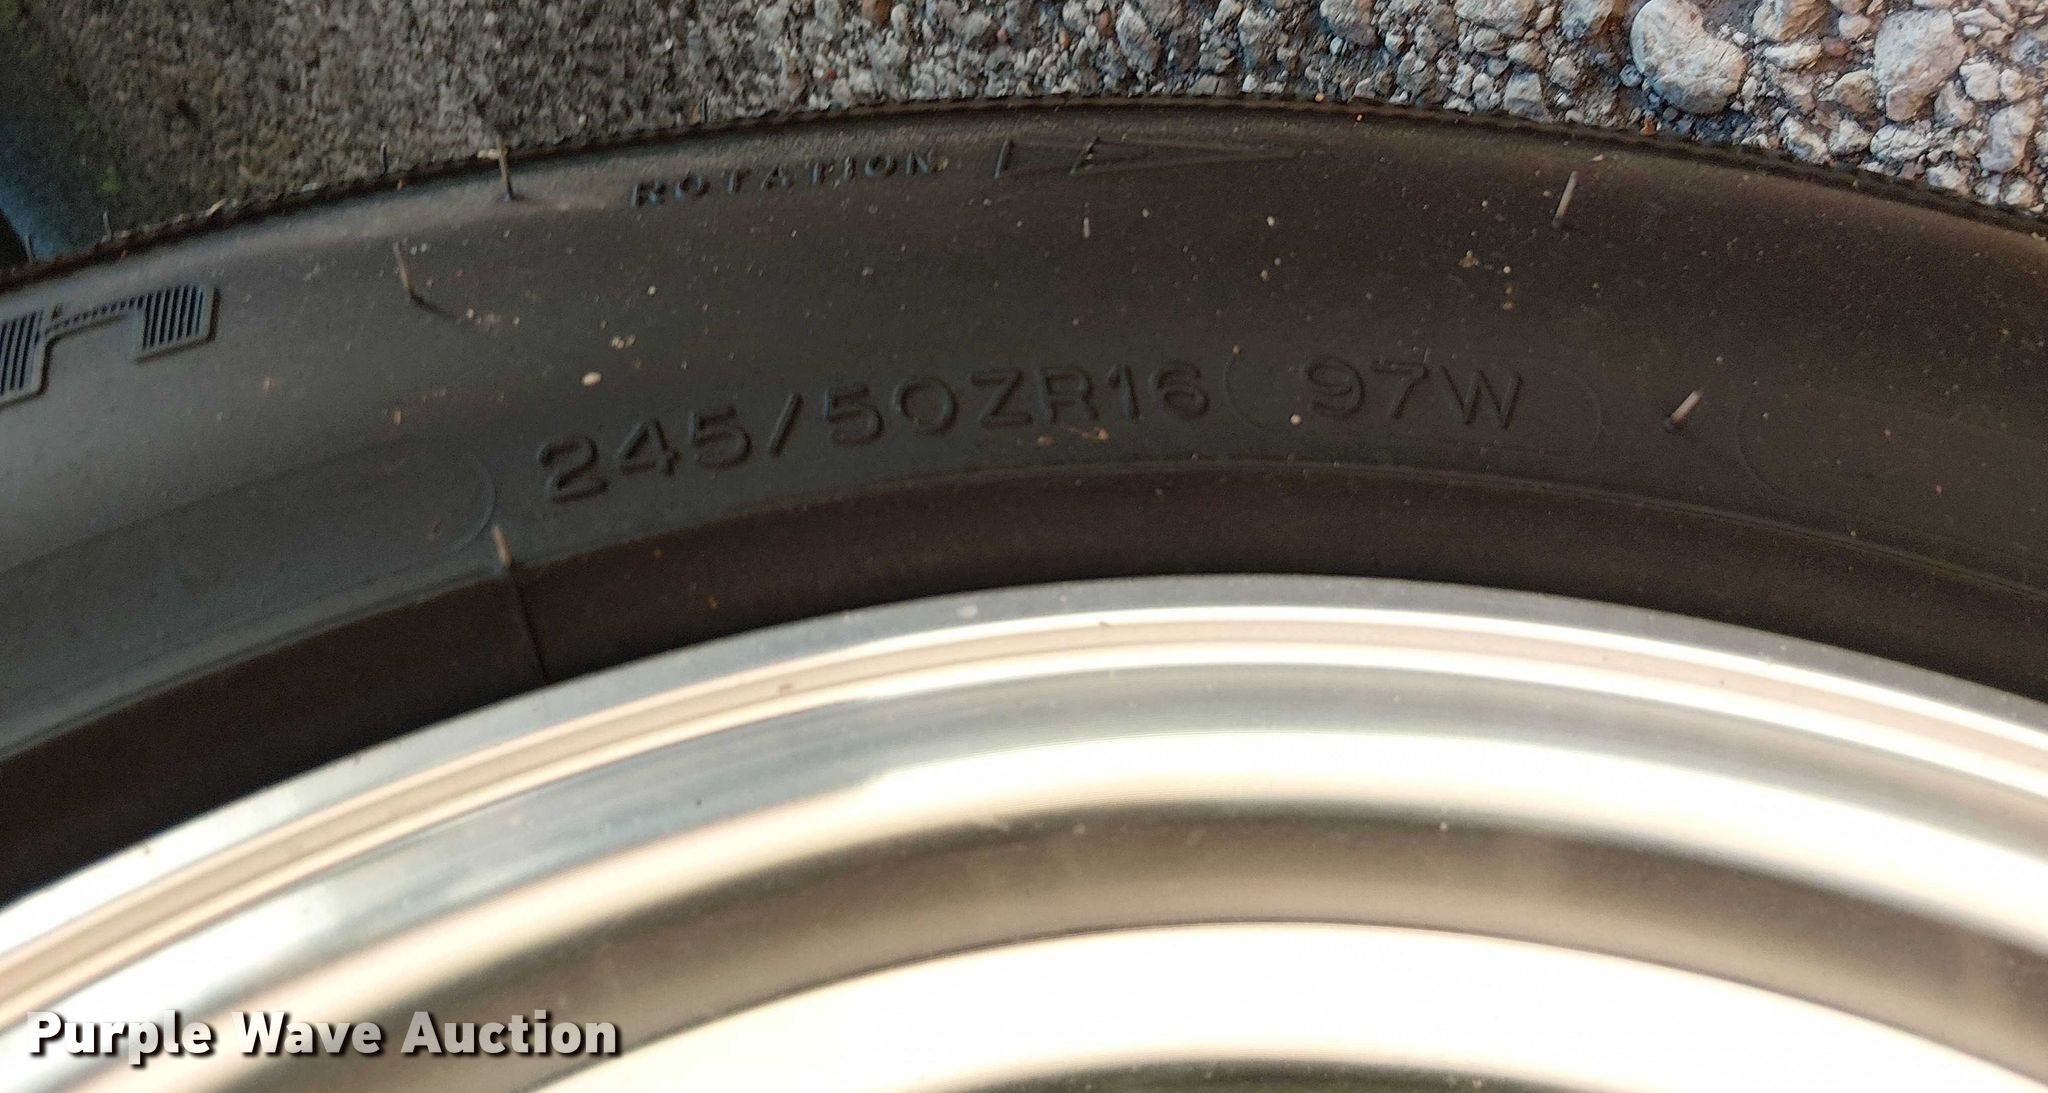 ROTATION
245/50ZR16 97W
Purple Wave Auction